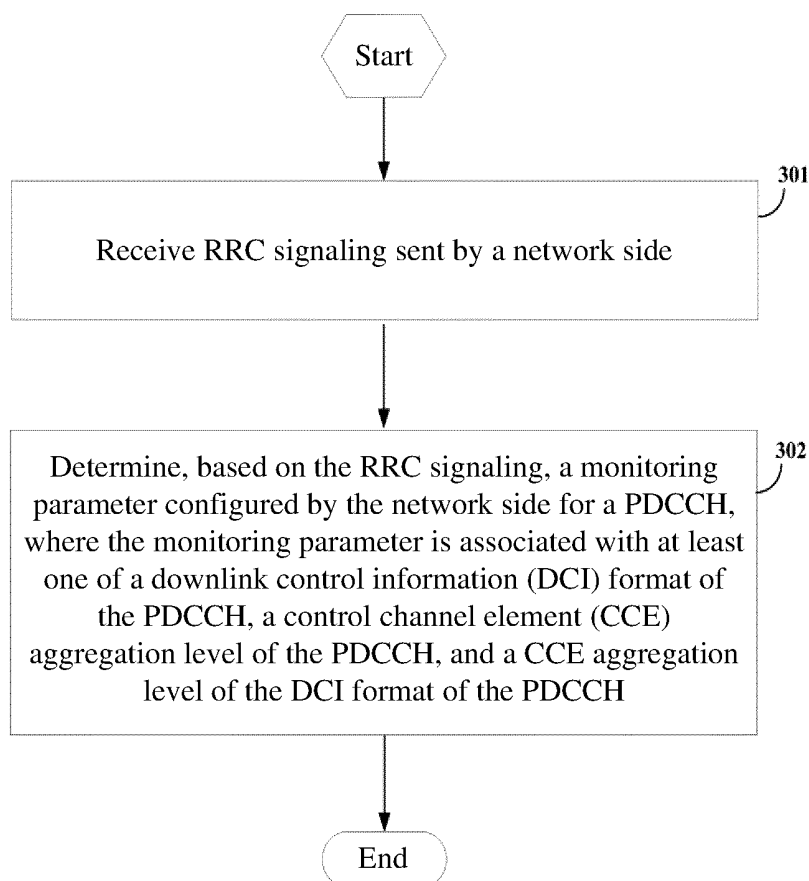 Start
301
Receive RRC signaling sent by a network side
302
Determine, based on the RRC signaling, a monitoring
parameter configured by the network side for a PDCCH,
where the monitoring parameter is associated with at least
one of a downlink control information (DCI) format of
the PDCCH, a control channel element (CCE)
aggregation level of the PDCCH, and a CCE aggregation
level of the DCI format of the PDCCH
End